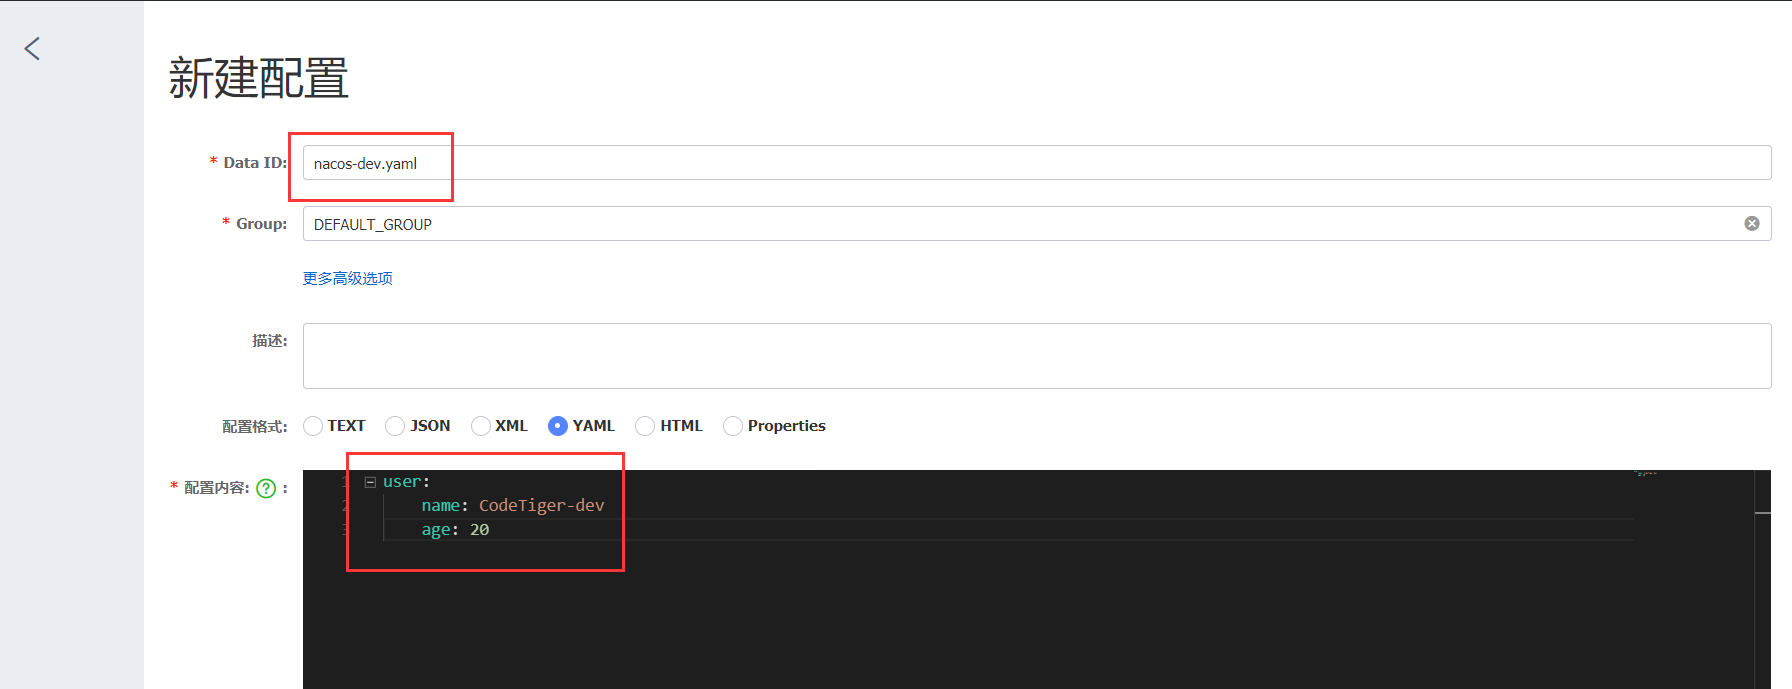 新建配置
* Data ID: nacos-dev.yaml
* Group: DEFAULT_GROUP
更多高级选项
描述:
配置格式: TEXT JSON XML YAML HTML Properties
* 配置内容: ? :
1 user:
2 name: CodeTiger-dev
3 age: 20